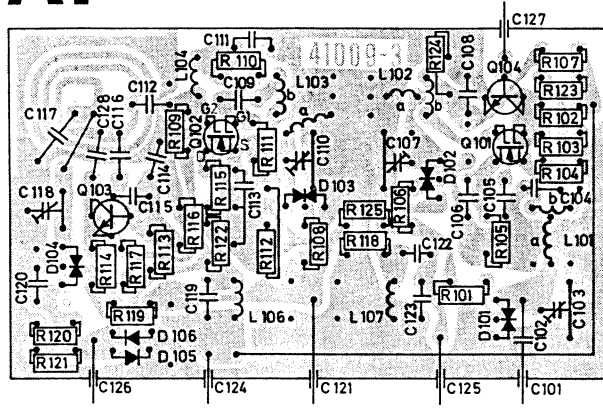 C127
C111
41009-3
R110
L104
C109
b
L103
a
L102
a
b
R124
C108
Q104
R107
R123
R102
R103
R104
C112
C117
C128
C116
R109
Q102
G2
G1
D
S
R111
C110
C107
D102
Q101
C114
R115
C113
D103
C118
Q103
C115
R116
R122
R112
R108
R125
R118
R106
C122
C106
C105
R105
b
C104
a
L101
D104
R114
R117
R113
C120
C119
L106
L107
C123
R101
D101
C102
C103
R119
R120
R121
D106
D105
C126
C124
C121
C125
C101